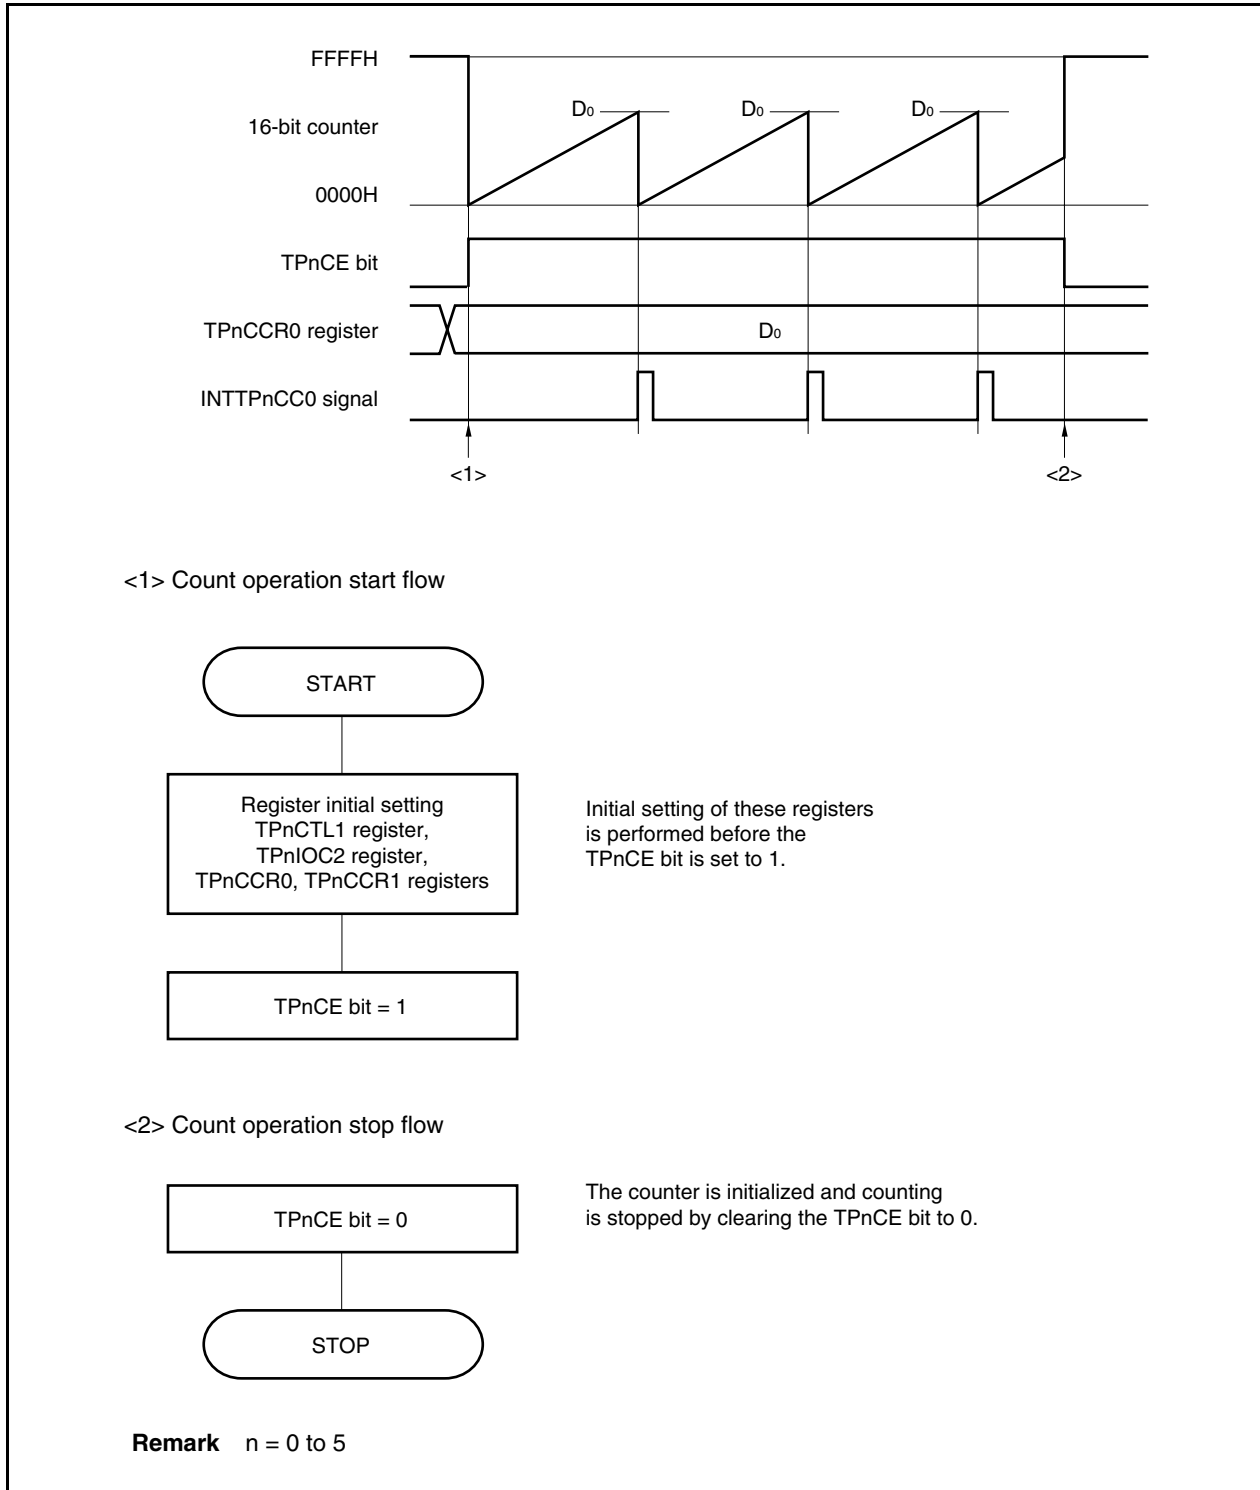 FFFFH
D0
D0
D0
16-bit counter
0000H
TPnCE bit
TPnCCR0 register
D0
INTTPnCC0 signal
<1>
<2>
<1> Count operation start flow
START
Register initial setting
TPnCTL1 register,
TPnIOC2 register,
TPnCCR0, TPnCCR1 registers
Initial setting of these registers
is performed before the
TPnCE bit is set to 1.
TPnCE bit = 1
<2> Count operation stop flow
TPnCE bit = 0
The counter is initialized and counting
is stopped by clearing the TPnCE bit to 0.
STOP
Remark n = 0 to 5